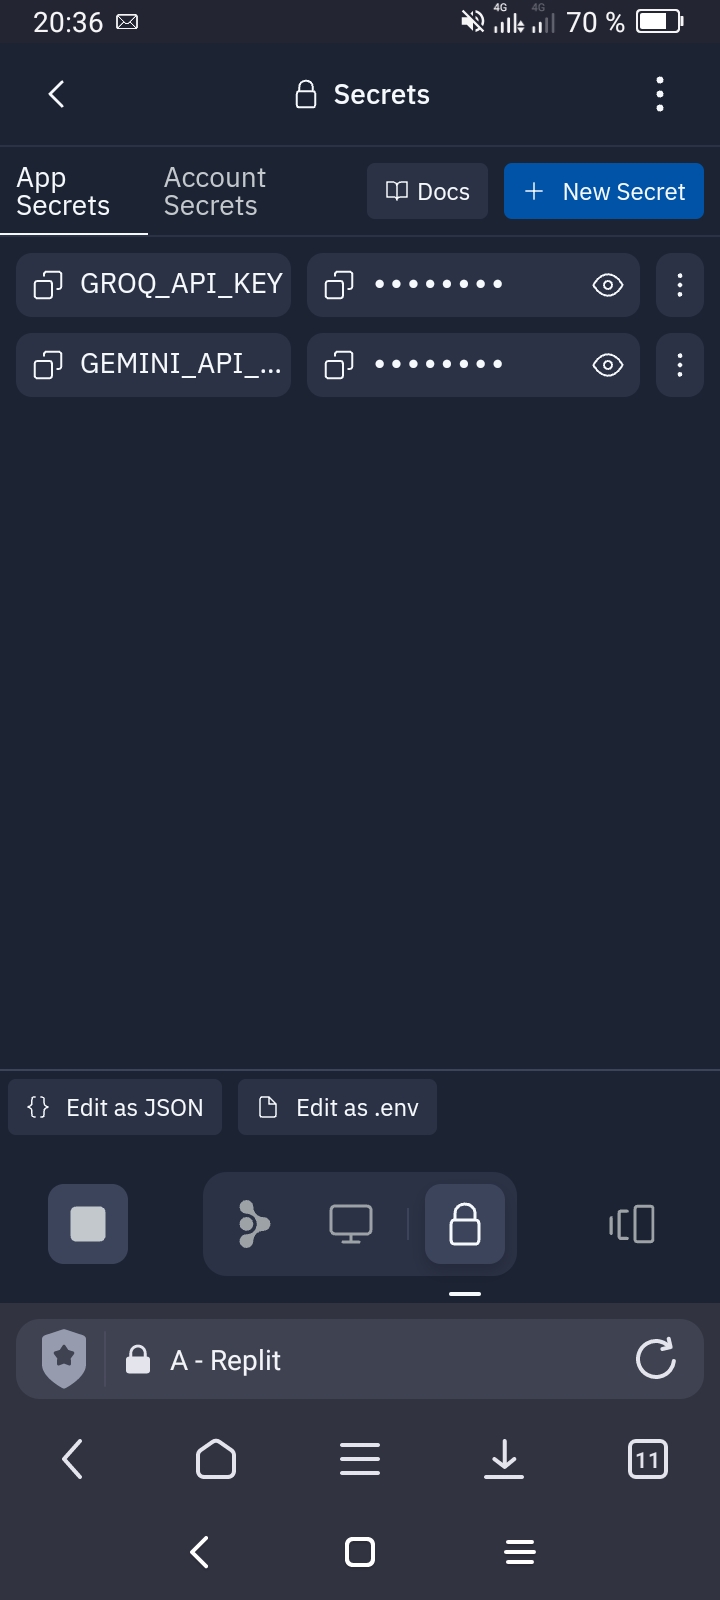 20:36 4G 4G 70 %
Secrets
App Secrets
Account Secrets
Docs
New Secret
GROQ_API_KEY ••••••••
GEMINI_API_... ••••••••
{} Edit as JSON
Edit as .env
A - Replit
11